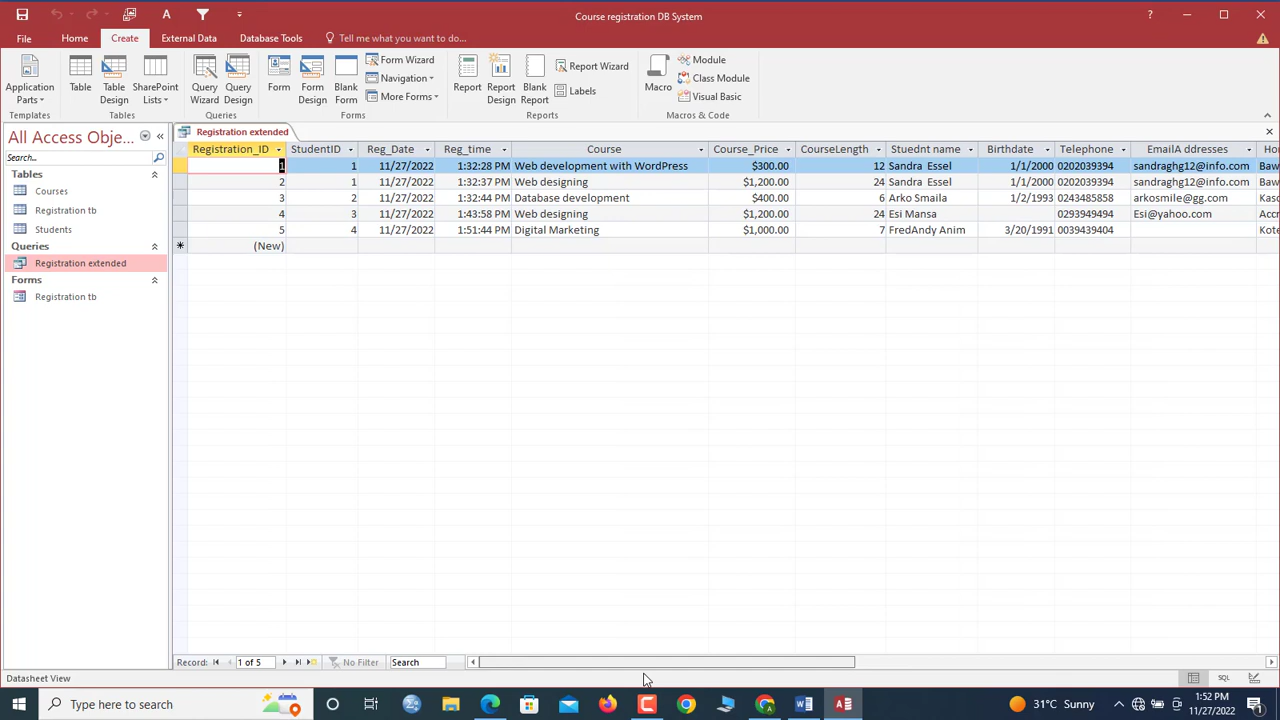 Course registration DB System
?
File Home Create External Data Database Tools Tell me what you want to do...
Application Parts
Table
Table Design
SharePoint Lists
Query Wizard
Query Design
Form
Form Design
Blank Form
Form Wizard
Navigation
More Forms
Report
Report Design
Blank Report
Report Wizard
Labels
Macro
Module
Class Module
Visual Basic
Templates Tables Queries Forms Reports Macros & Code
All Access Obje...
Search...
Tables
Courses
Registration tb
Students
Queries
Registration extended
Forms
Registration tb
Registration extended
Registration_ID StudentID Reg_Date Reg_time Course Course_Price CourseLength Stuednt name Birthdate Telephone EmailA ddresses Hor
1 1 11/27/2022 1:32:28 PM Web development with WordPress $300.00 12 Sandra Essel 1/1/2000 0202039394 sandraghg12@info.com Baw
2 1 11/27/2022 1:32:37 PM Web designing $1,200.00 24 Sandra Essel 1/1/2000 0202039394 sandraghg12@info.com Baw
3 2 11/27/2022 1:32:44 PM Database development $400.00 6 Arko Smaila 1/2/1993 0243485858 arkosmile@gg.com Kasc
4 3 11/27/2022 1:43:58 PM Web designing $1,200.00 24 Esi Mansa 0293949494 Esi@yahoo.com
5 4 11/27/2022 1:51:44 PM Digital Marketing $1,000.00 7 FredAndy Anim 3/20/1991 0039439404 Kote
(New)
Record: 1 of 5 No Filter Search
Datasheet View SQL
Type here to search 31°C Sunny 1:52 PM
11/27/2022